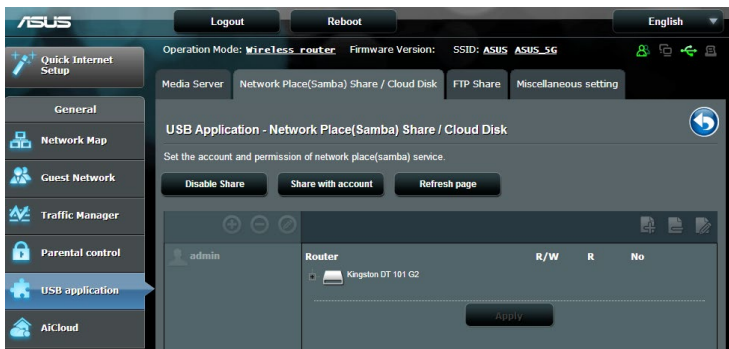 ASUS
Logout
Reboot
English
Quick Internet
Setup
Operation Mode: Wireless router Firmware Version: SSID: ASUS ASUS_5G
Media Server
Network Place(Samba) Share / Cloud Disk
FTP Share
Miscellaneous setting
General
Network Map
Guest Network
Traffic Manager
Parental control
USB application
AiCloud
USB Application - Network Place(Samba) Share / Cloud Disk
Set the account and permission of network place(samba) service.
Disable Share
Share with account
Refresh page
admin
Router R/W R No
Kingston DT 101 G2
Apply